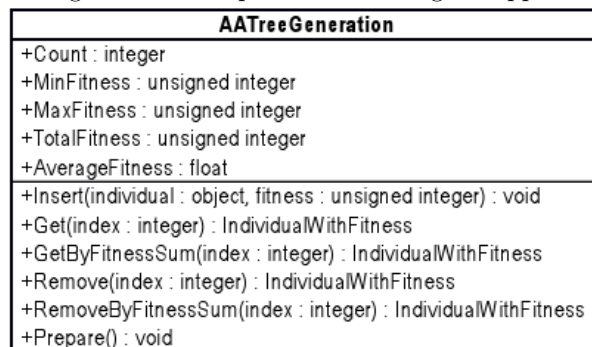 AATreeGeneration
+Count : integer
+MinFitness : unsigned integer
+MaxFitness : unsigned integer
+TotalFitness : unsigned integer
+AverageFitness : float
+Insert(individual : object, fitness : unsigned integer) : void
+Get(index : integer) : IndividualWithFitness
+GetByFitnessSum(index : integer) : IndividualWithFitness
+Remove(index : integer) : IndividualWithFitness
+RemoveByFitnessSum(index : integer) : IndividualWithFitness
+Prepare() : void